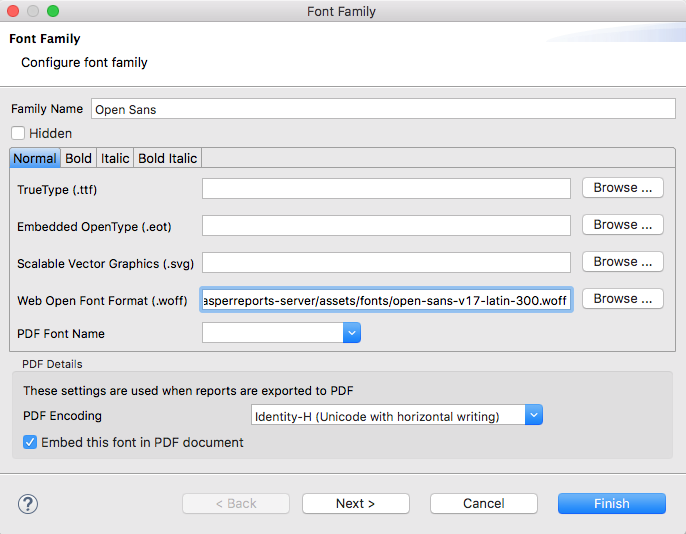 Font Family
Font Family
Configure font family
Family Name Open Sans
Hidden
Normal Bold Italic Bold Italic
TrueType (.ttf) Browse ...
Embedded OpenType (.eot) Browse ...
Scalable Vector Graphics (.svg) Browse ...
Web Open Font Format (.woff) asperreports-server/assets/fonts/open-sans-v17-latin-300.woff Browse ...
PDF Font Name
PDF Details
These settings are used when reports are exported to PDF
PDF Encoding Identity-H (Unicode with horizontal writing)
Embed this font in PDF document
? < Back Next > Cancel Finish